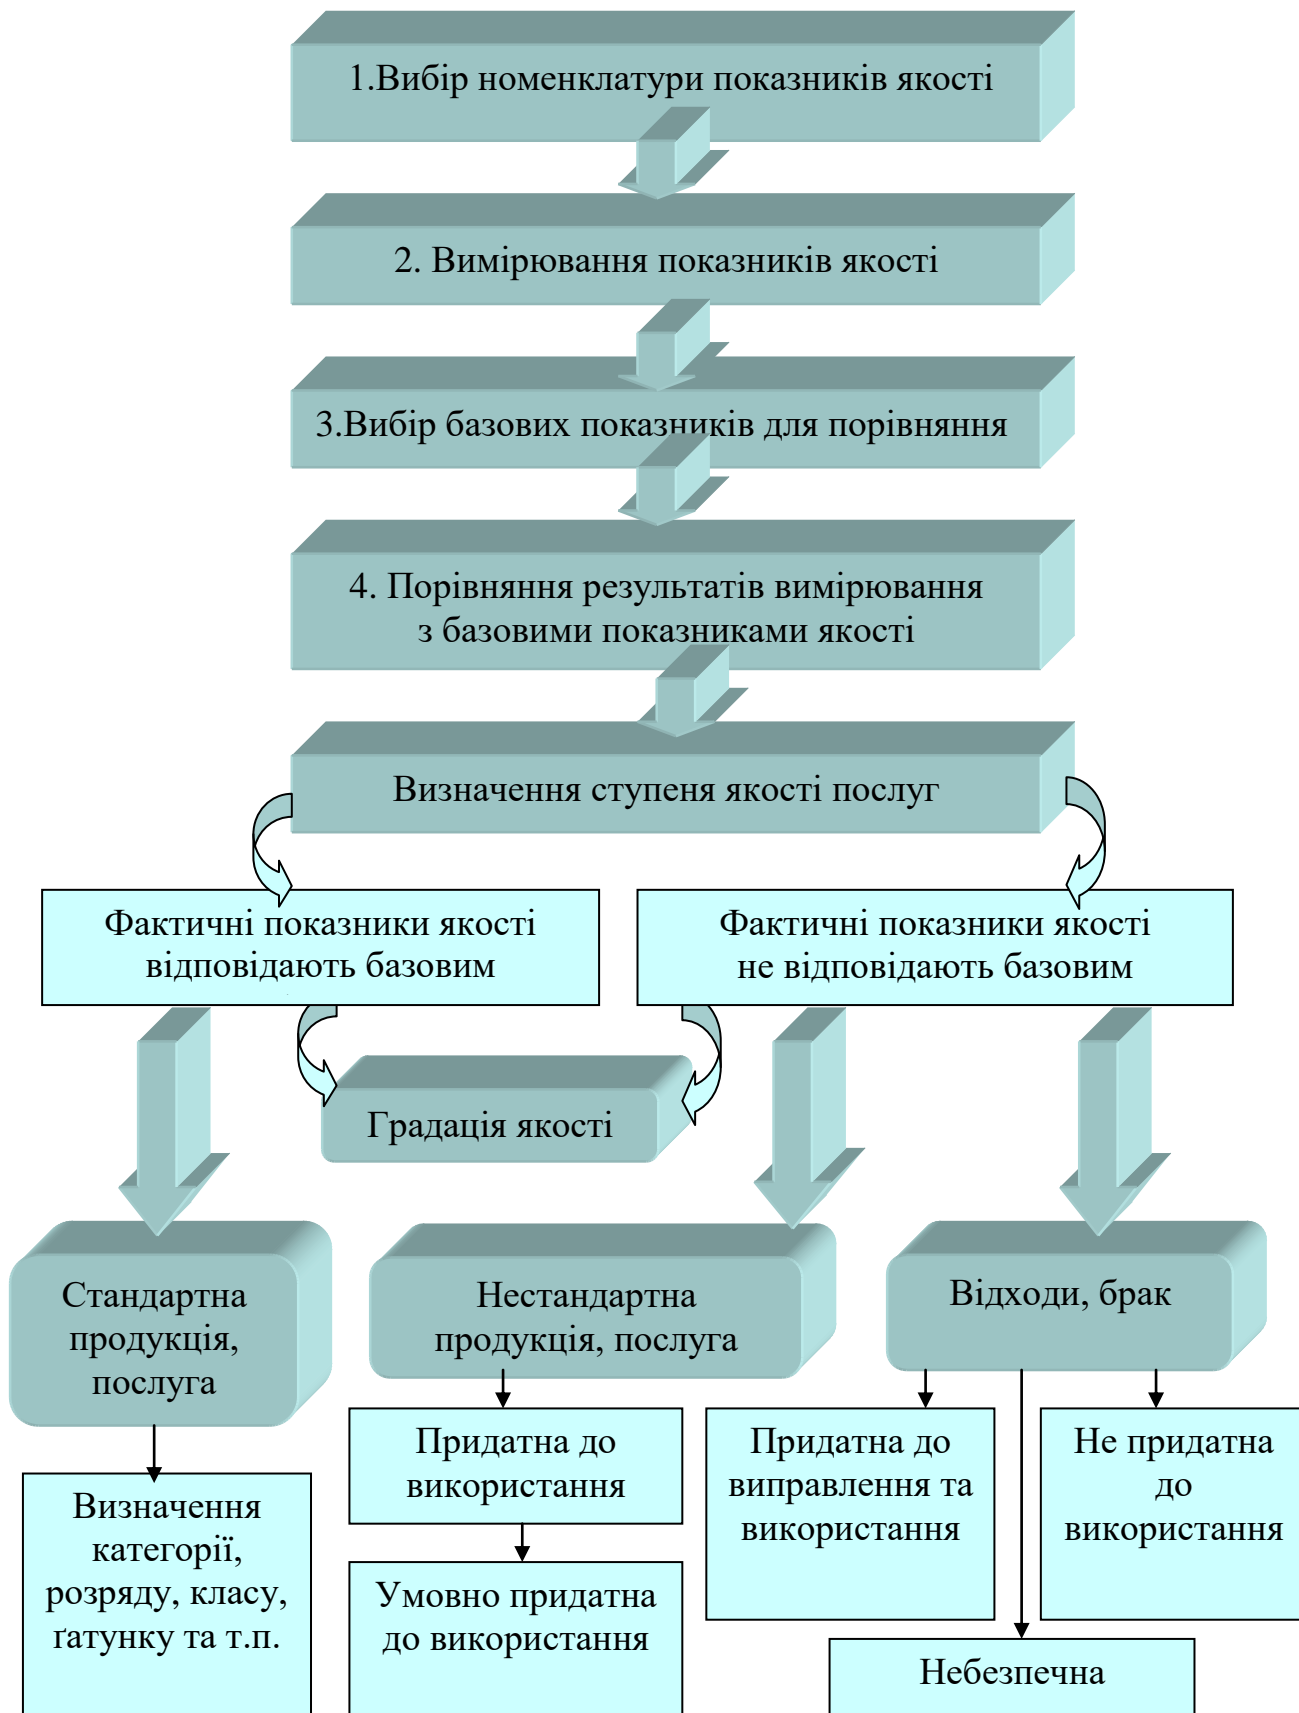 1.Вибір номенклатури показників якості
2. Вимірювання показників якості
3.Вибір базових показників для порівняння
4. Порівняння результатів вимірювання
з базовими показниками якості
Визначення ступеня якості послуг
Фактичні показники якості
відповідають базовим
Фактичні показники якості
не відповідають базовим
Градація якості
Стандартна
продукція,
послуга
Нестандартна
продукція, послуга
Відходи, брак
Визначення
категорії,
розряду, класу,
ґатунку та т.п.
Придатна до
використання
Умовно придатна
до використання
Придатна до
виправлення та
використання
Не придатна
до
використання
Небезпечна